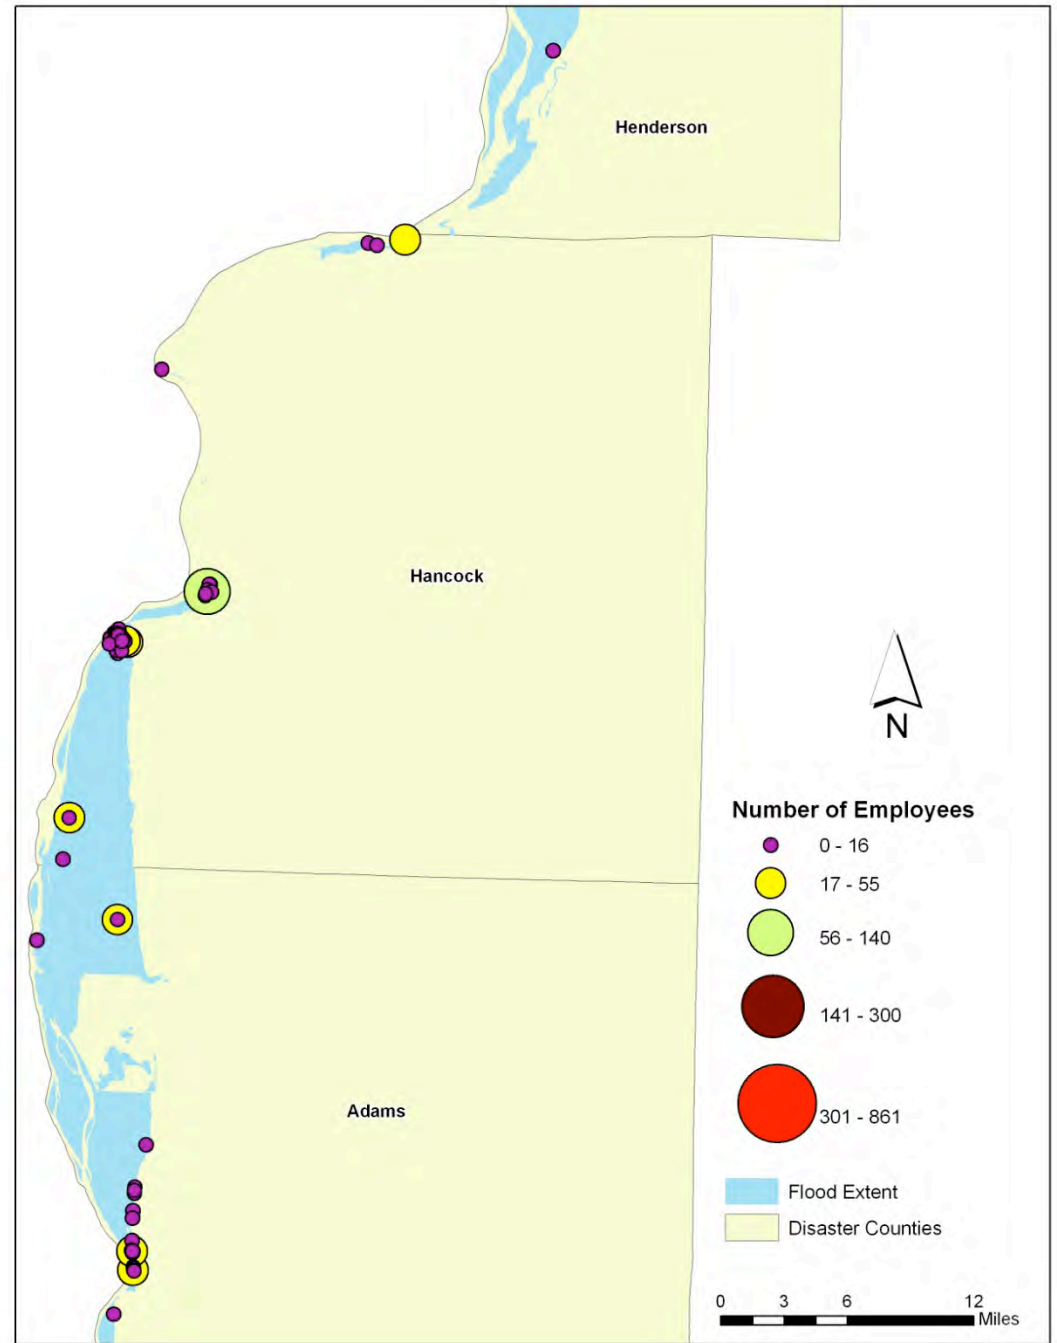 Henderson
Hancock
N
Number of Employees
0 - 16
17 - 55
56 - 140
141 - 300
301 - 861
Adams
Flood Extent
Disaster Counties
0 3 6 12
Miles